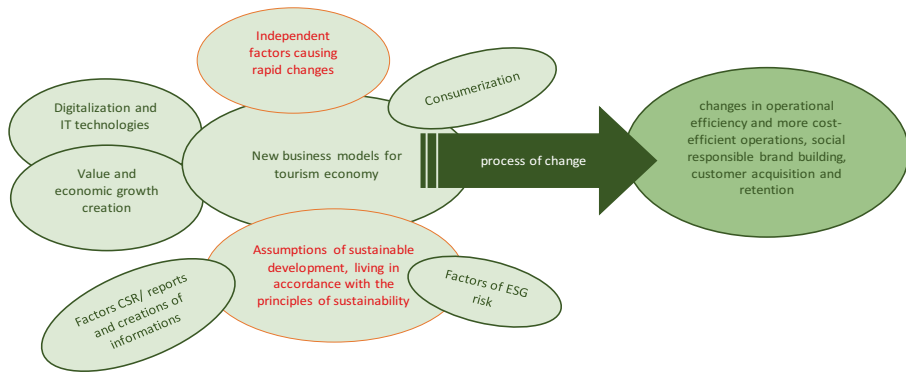 Independent
factors causing
rapid changes
Consumerization
Digitalization and
IT technologies
Value and
economic growth
creation
New business models for
tourism economy
process of change
changes in operational
efficiency and more cost-
efficient operations, social
responsible brand building,
customer acquisition and
retention
Assumptions of sustainable
development, living in
accordance with the
principles of sustainability
Factors CSR/ reports
and creations of
informations
Factors of ESG
risk